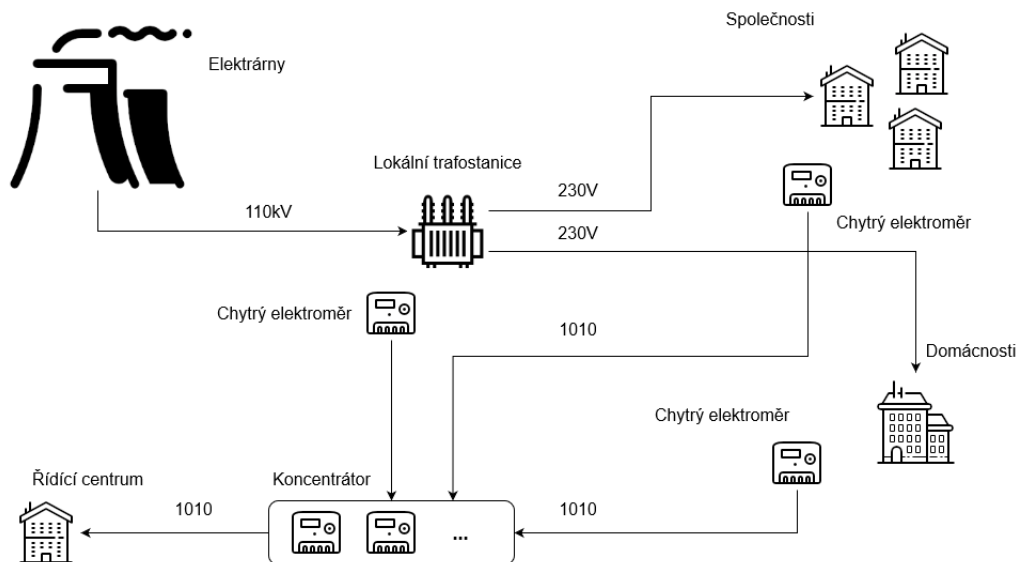 Společnosti
Elektrárny
Lokální trafostanice
230V
110kV
230V
Chytrý elektroměr
Chytrý elektroměr
1010
Domácnosti
Chytrý elektroměr
Řídící centrum
Koncentrátor
1010
1010
...